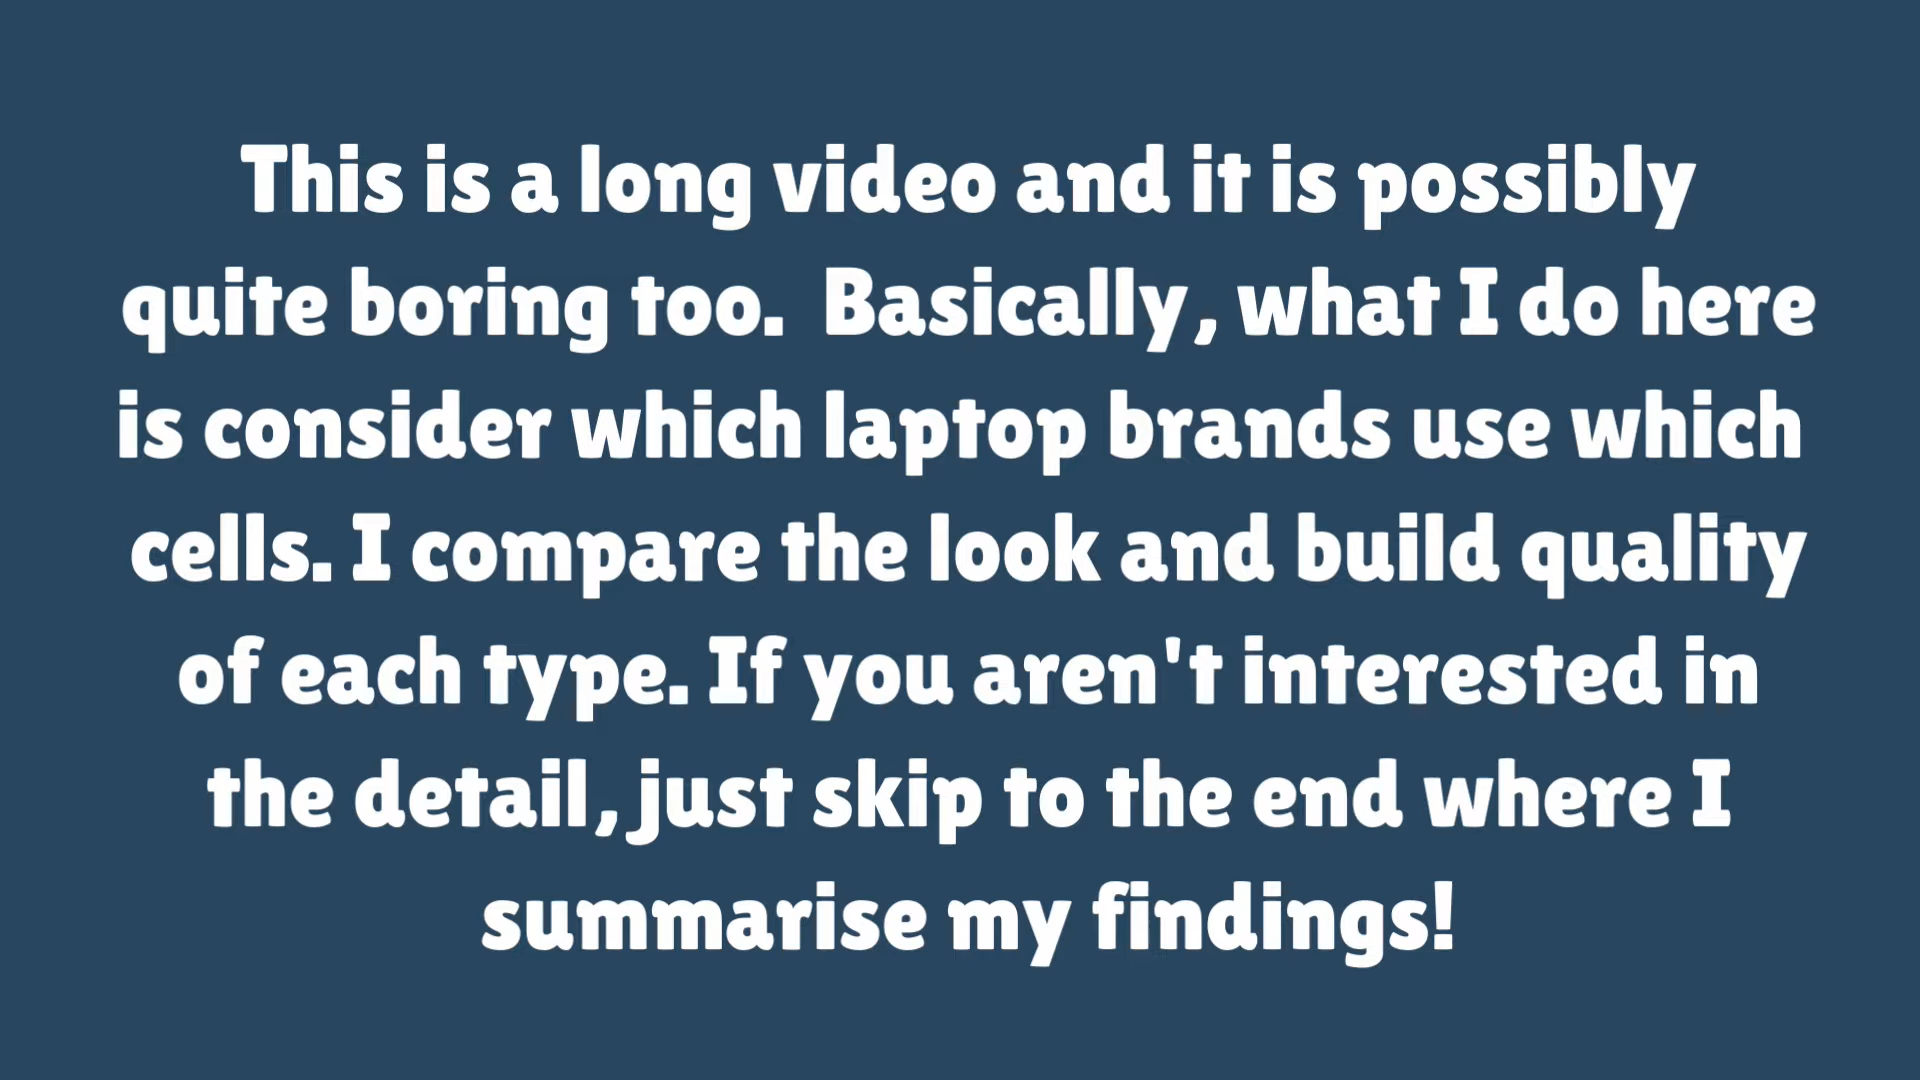 This is a long video and it is possibly
quite boring too.  Basically, what I do here
is consider which laptop brands use which
cells. I compare the look and build quality
of each type. If you aren't interested in
the detail, just skip to the end where I
summarise my findings!